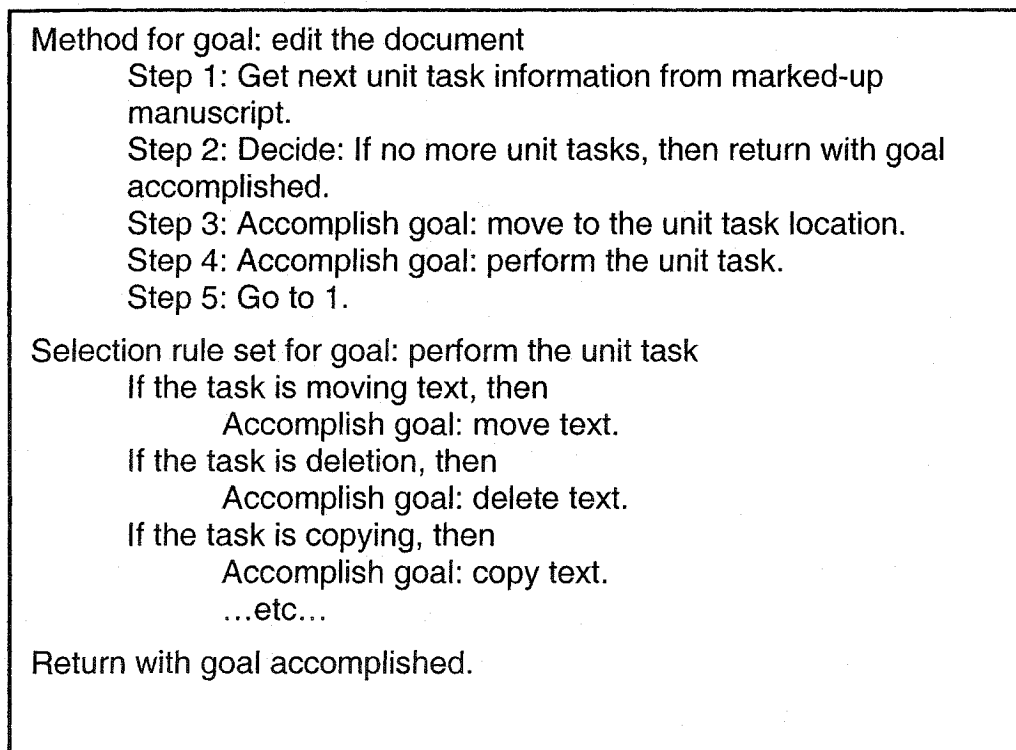 Method for goal: edit the document
Step 1: Get next unit task information from marked-up
manuscript.
Step 2: Decide: If no more unit tasks, then return with goal
accomplished.
Step 3: Accomplish goal: move to the unit task location.
Step 4: Accomplish goal: perform the unit task.
Step 5: Go to 1.
Selection rule set for goal: perform the unit task
If the task is moving text, then
Accomplish goal: move text.
If the task is deletion, then
Accomplish goal: delete text.
If the task is copying, then
Accomplish goal: copy text.
...etc...
Return with goal accomplished.